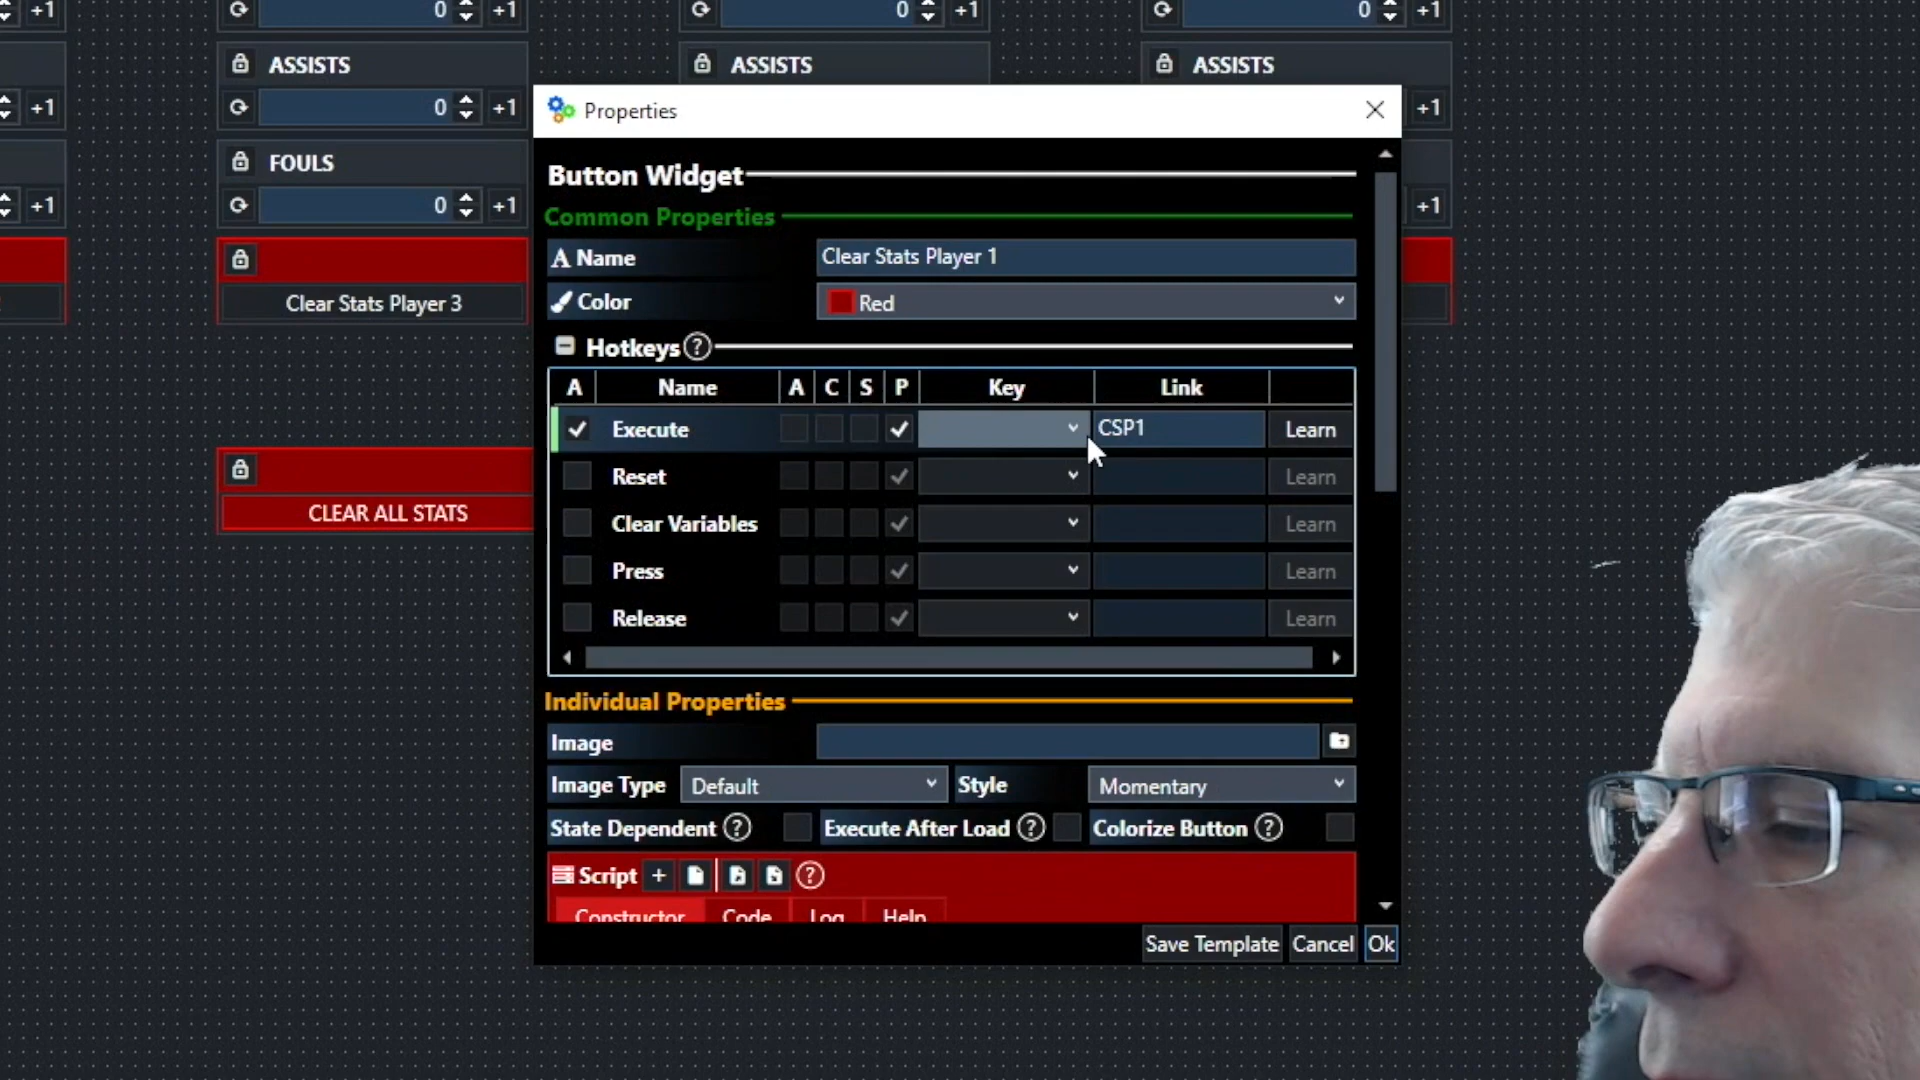 0 +1 0 +1 0 +1
ASSISTS ASSISTS ASSISTS
+1 0 +1 +1
FOULS
+1 0 +1 +1
Clear Stats Player 3
CLEAR ALL STATS
Properties
Button Widget
Common Properties
A Name Clear Stats Player 1
Color Red
Hotkeys ?
A Name A C S P Key Link
Execute CSP1 Learn
Reset Learn
Clear Variables Learn
Press Learn
Release Learn
Individual Properties
Image
Image Type Default Style Momentary
State Dependent ? Execute After Load ? Colorize Button ?
Script + ?
Constructor Code Log Help
Save Template Cancel Ok